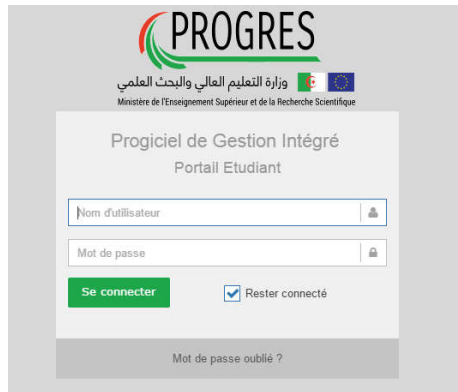 PROGRES
وزارة التعليم العالي والبحث العلمي
Ministère de l'Enseignement Supérieur et de la Recherche Scientifique
Progiciel de Gestion Intégré
Portail Etudiant
Nom d'utilisateur
Mot de passe
Se connecter
Rester connecté
Mot de passe oublié ?